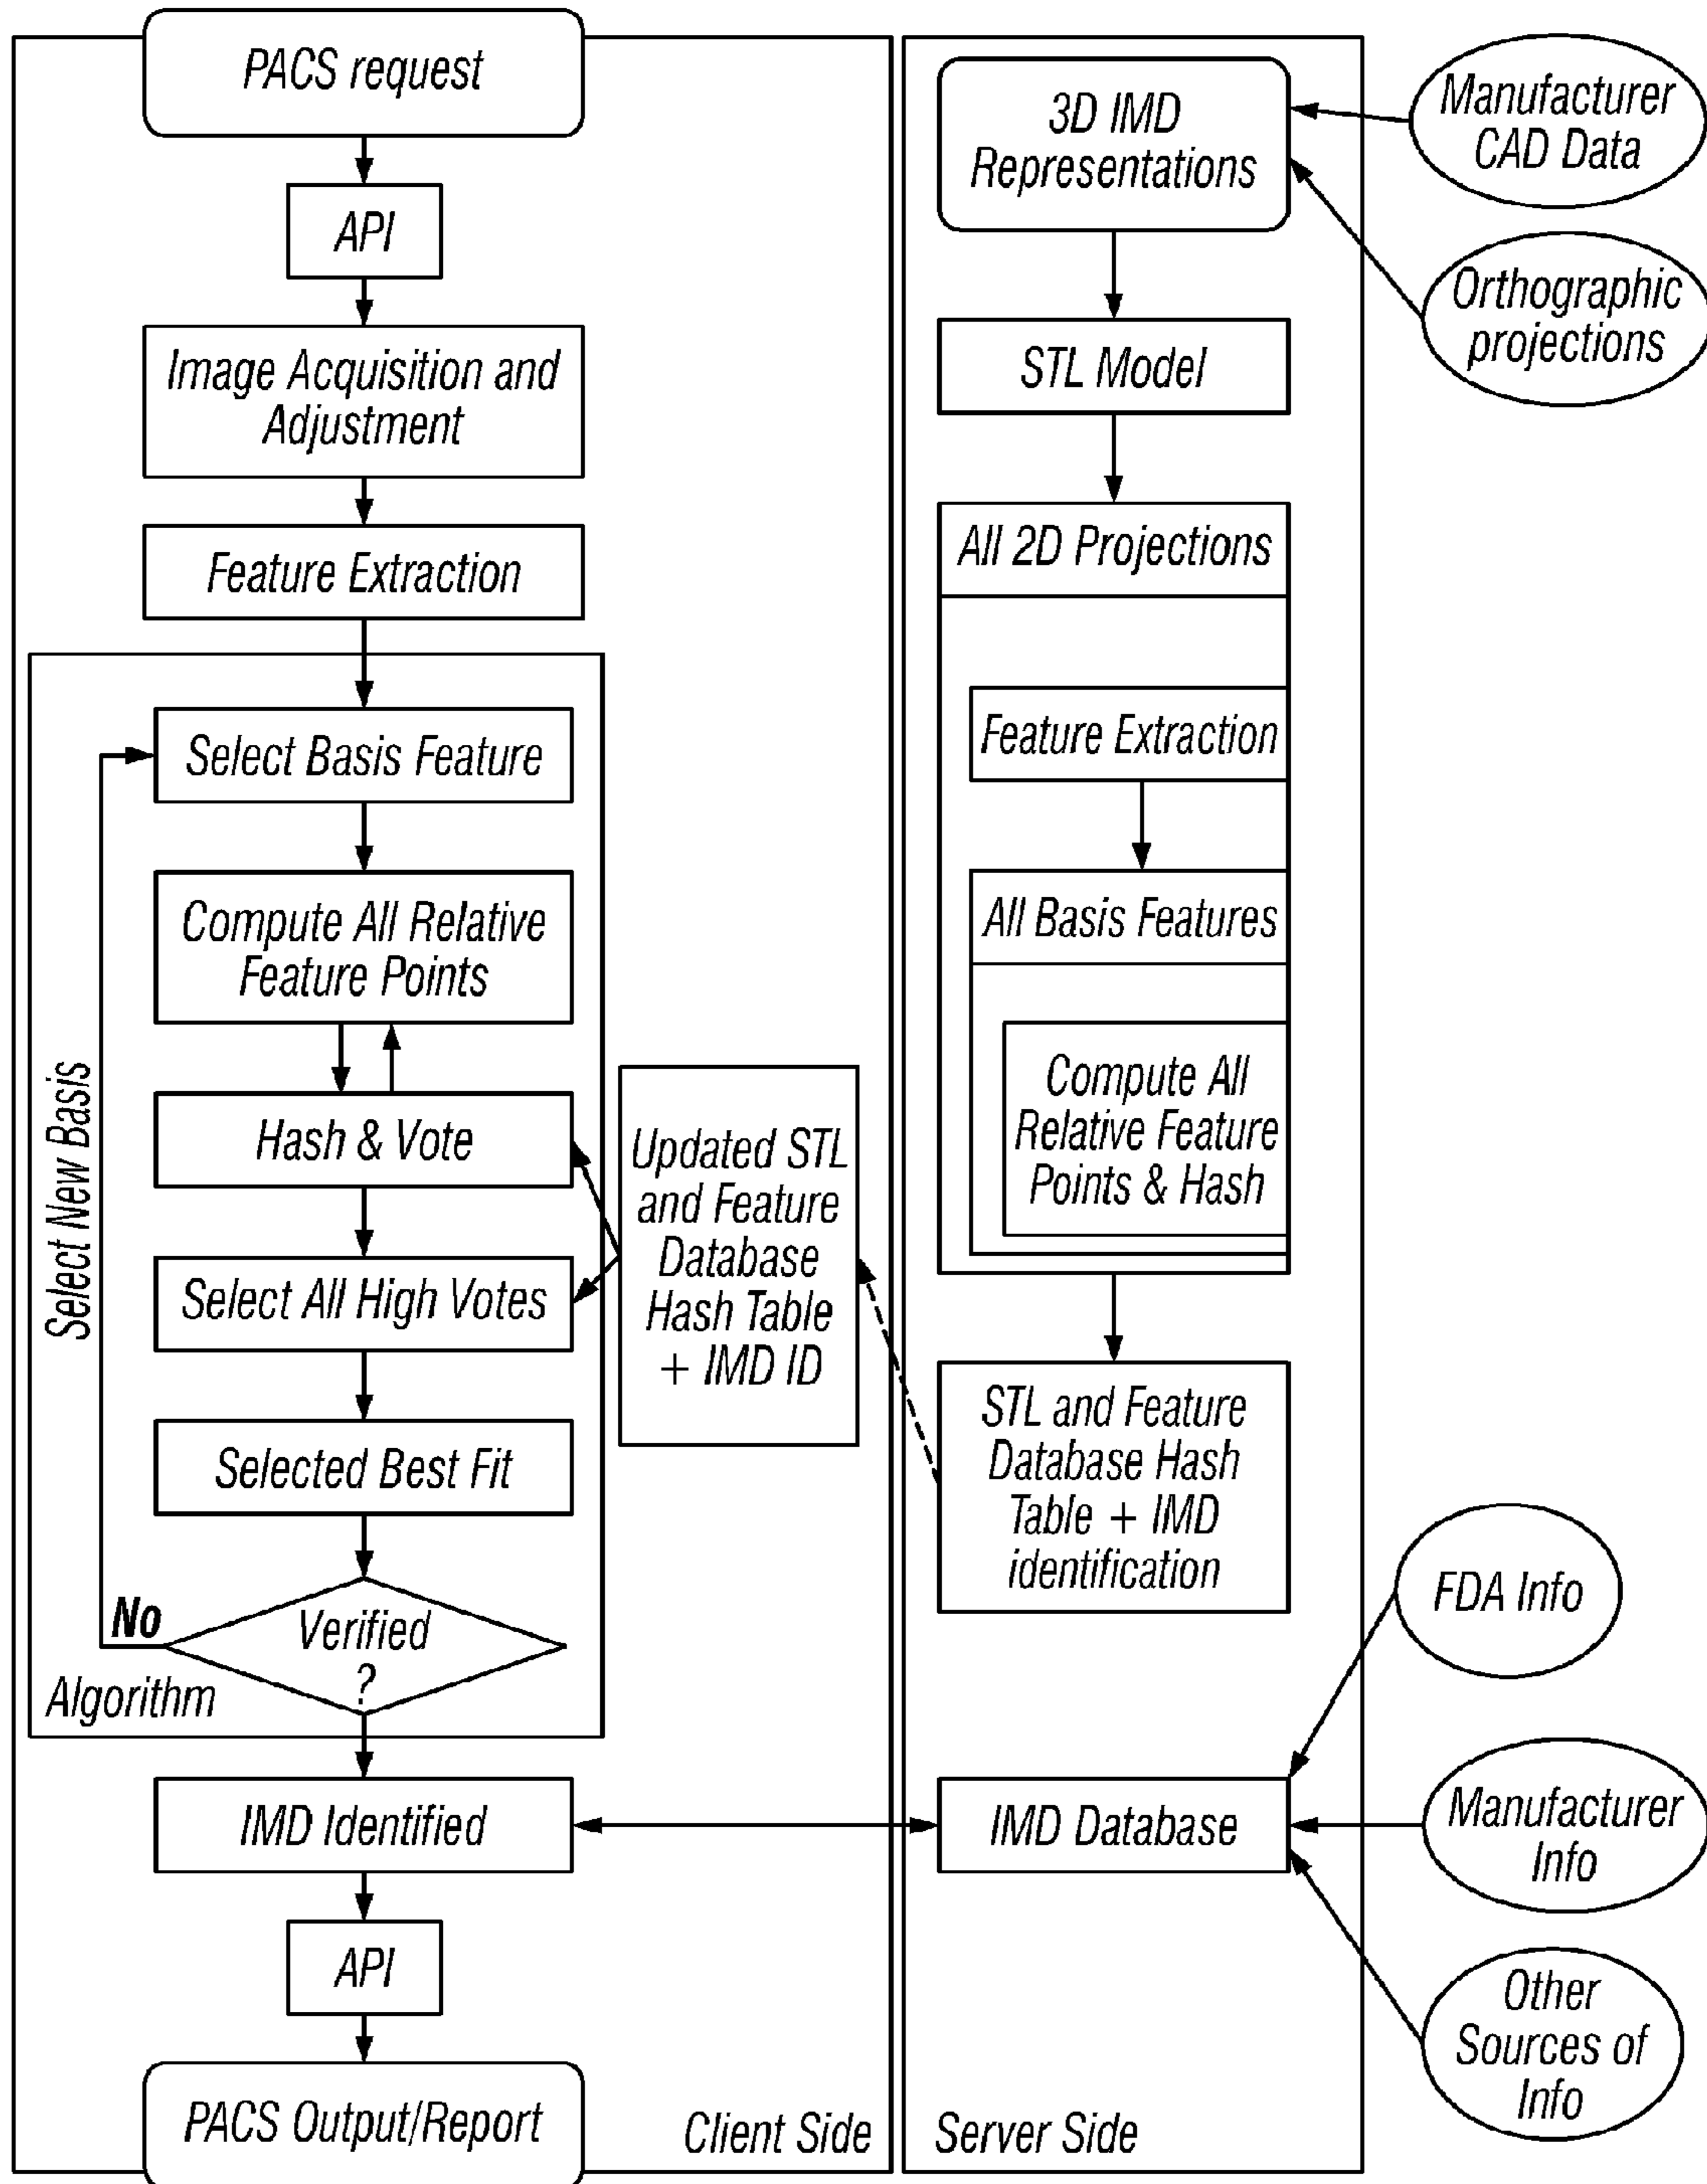 PACS request
API
Image Acquisition and
Adjustment
Feature Extraction
Select Basis Feature
Compute All Relative
Feature Points
Hash & Vote
Select All High Votes
Selected Best Fit
Verified
?
No
Select New Basis
Algorithm
IMD Identified
API
PACS Output/Report
Client Side
Updated STL
and Feature
Database
Hash Table
+ IMD ID
3D IMD
Representations
STL Model
All 2D Projections
Feature Extraction
All Basis Features
Compute All
Relative Feature
Points & Hash
STL and Feature
Database Hash
Table + IMD
identification
IMD Database
Server Side
Manufacturer
CAD Data
Orthographic
projections
FDA Info
Manufacturer
Info
Other
Sources of
Info